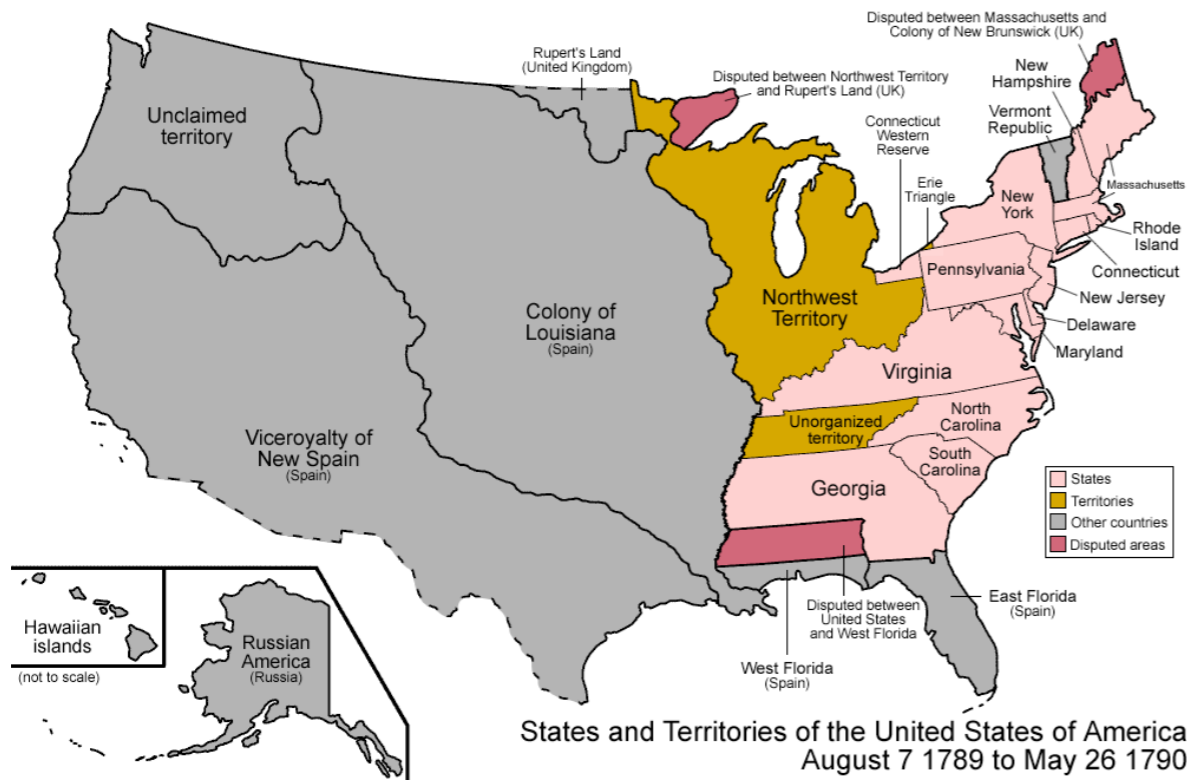 Disputed between Massachusetts and
Colony of New Brunswick (UK)
Rupert's Land
(United Kingdom)
Disputed between Northwest Territory
and Rupert's Land (UK)
New
Hampshire
Vermont
Republic
Connecticut
Western
Reserve
Erie
Triangle
Unclaimed
territory
Massachusetts
New
York
Rhode
Island
Connecticut
Pennsylvania
New Jersey
Delaware
Maryland
Northwest
Territory
Colony of
Louisiana
(Spain)
Virginia
Unorganized
territory
North
Carolina
South
Carolina
Viceroyalty of
New Spain
(Spain)
Georgia
States
Territories
Other countries
Disputed areas
East Florida
(Spain)
Disputed between
United States
and West Florida
West Florida
(Spain)
Hawaiian
islands
(not to scale)
Russian
America
(Russia)
States and Territories of the United States of America
August 7 1789 to May 26 1790